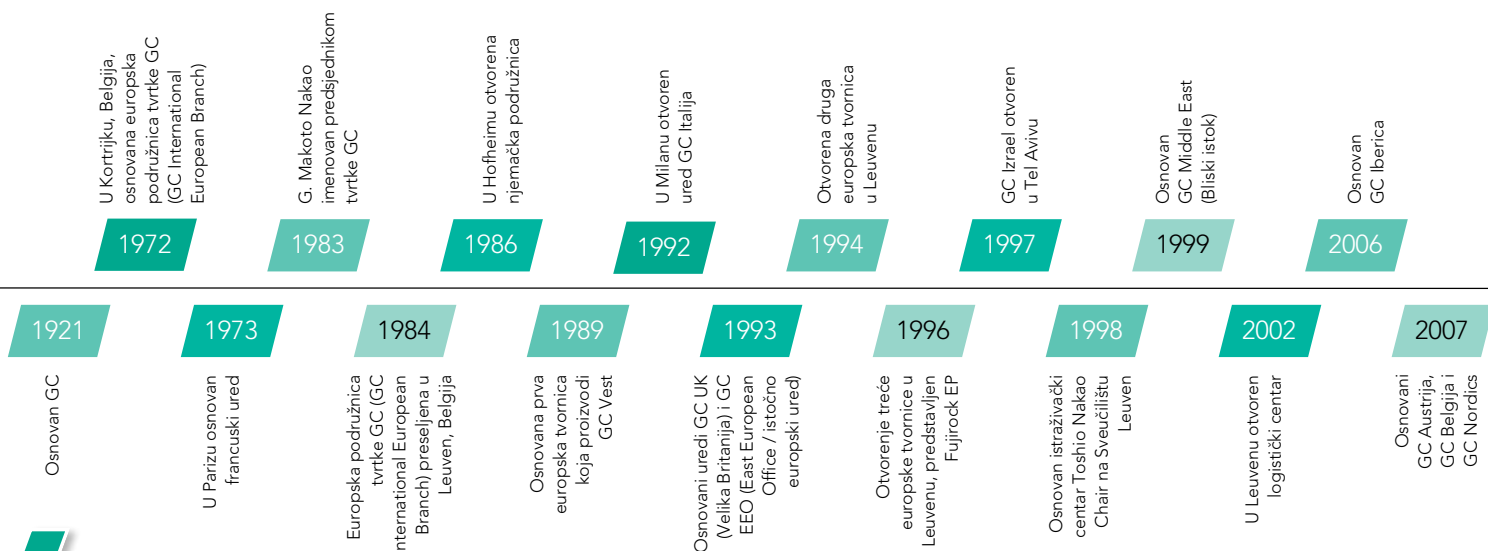 U Kortrijku, Belgija,
osnovana europska
podružnica tvrtke GC
(GC International
European Branch)
1972
G. Makoto Nakao
imenovan predsjednikom
tvrtke GC
1983
U Hofheimu otvorena
njemačka podružnica
1986
U Milanu otvoren
ured GC Italija
1992
Otvorena druga
europska tvornica
u Leuvenu
1994
GC Izrael otvoren
u Tel Avivu
1997
Osnovan
GC Middle East
(Bliski istok)
1999
Osnovan
GC Iberica
2006
1921
Osnovan GC
1973
U Parizu osnovan
francuski ured
1984
Europska podružnica
tvrtke GC (GC
nternational European
Branch) preseljena u
Leuven, Belgija
1989
Osnovana prva
europska tvornica
koja proizvodi
GC Vest
1993
Osnovani uredi GC UK
(Velika Britanija) i GC
EEO (East European
Office / istočno
europski ured)
1996
Otvorenje treće
europske tvornice u
Leuvenu, predstavljen
Fujirock EP
1998
Osnovan istraživački
centar Toshio Nakao
Chair na Sveučilištu
Leuven
2002
U Leuvenu otvoren
logistički centar
2007
Osnovani
GC Austrija,
GC Belgija i
GC Nordics